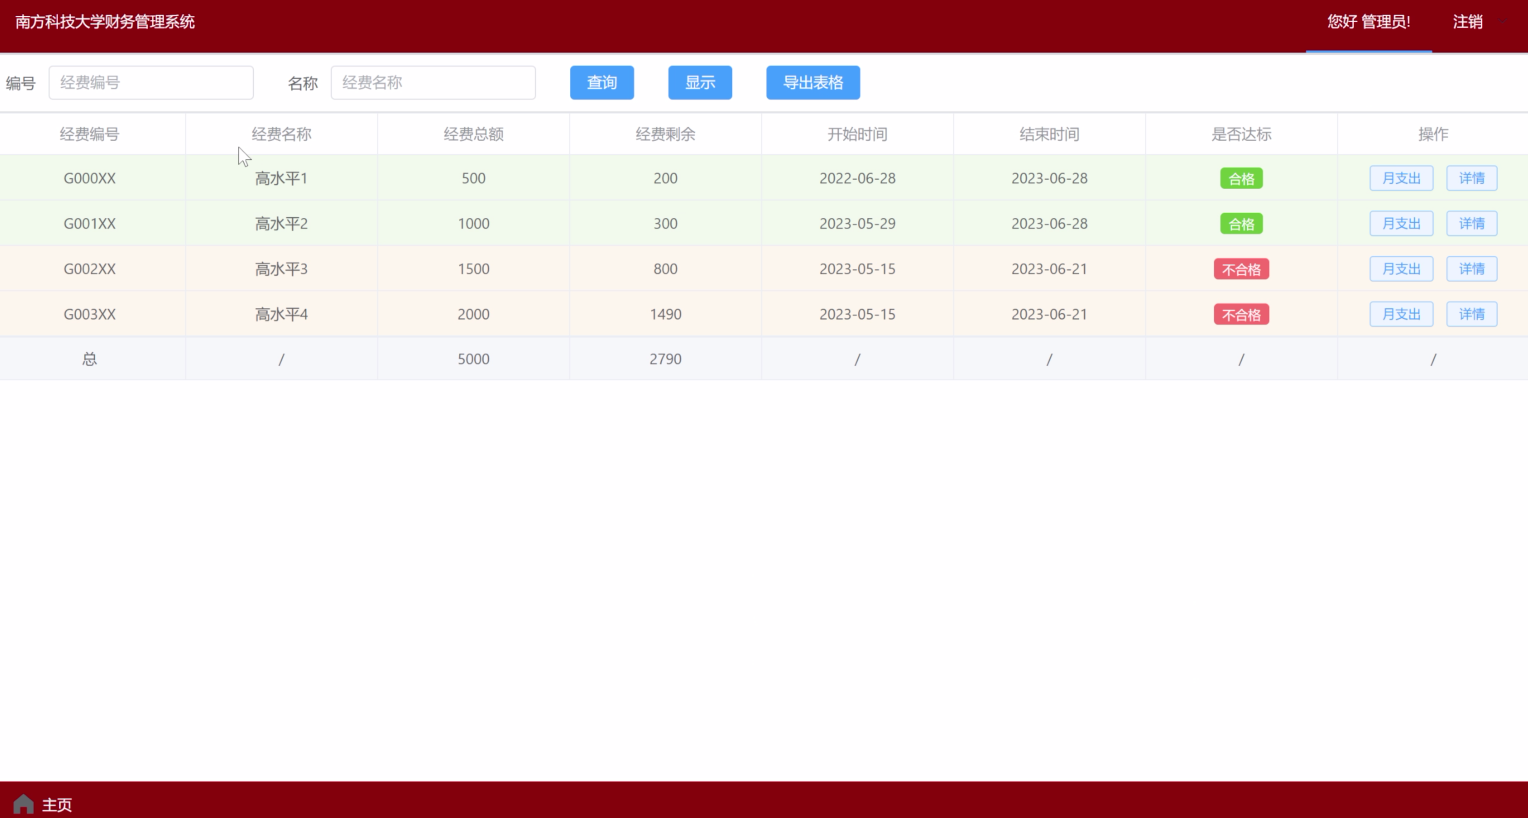 南方科技大学财务管理系统 您好 管理员! 注销
编号 经费编号 名称 经费名称 查询 显示 导出表格
经费编号 经费名称 经费总额 经费剩余 开始时间 结束时间 是否达标 操作
G000XX 高水平1 500 200 2022-06-28 2023-06-28 合格 月支出 详情
G001XX 高水平2 1000 300 2023-05-29 2023-06-28 合格 月支出 详情
G002XX 高水平3 1500 800 2023-05-15 2023-06-21 不合格 月支出 详情
G003XX 高水平4 2000 1490 2023-05-15 2023-06-21 不合格 月支出 详情
总 / 5000 2790 / / / /
主页